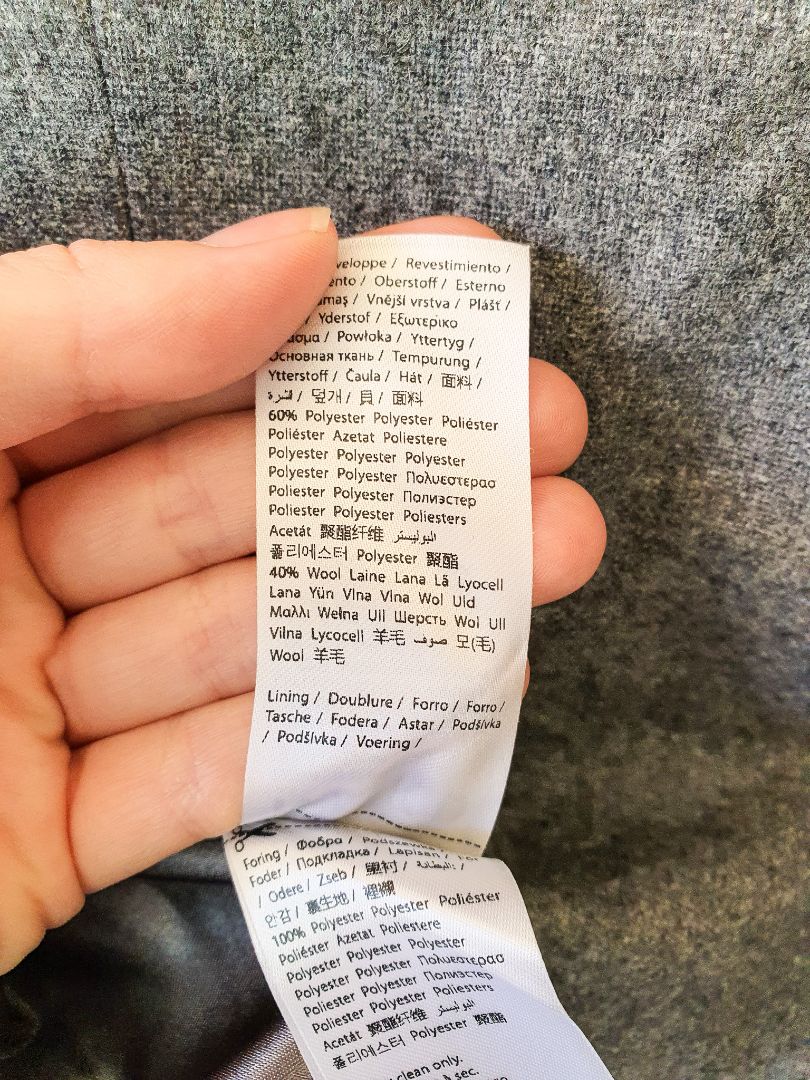 veloppe / Revestimiento /
ento / Oberstoff / Esterno
maş / Vnější vrstva / Plášť /
/ Yderstof / Εξωτερικο
Powłoka / Yttertyg /
Основная ткань / Tempurung /
Ytterstoff / Čaula / Hát / 面料 /
/ 덮개 / 貝 / 面料
60% Polyester Polyester Poliéster
Poliéster Azetat Poliestere
Polyester Polyester Polyester
Polyester Polyester Πολυεστερασ
Poliester Polyester Полиэстер
Poliester Polyester Poliesters
Acetát 聚酯纤维 البوليستر
폴리에스터 Polyester 聚酯
40% Wool Laine Lana Lã Lyocell
Lana Yün Vlna Vlna Wol Uld
Μαλλι Wełna Ull Шерсть Wol Ull
Vilna Lycocell 羊毛 صوف 모(毛)
Wool 羊毛
Lining / Doublure / Forro / Forro /
Tasche / Fodera / Astar / Podšívka
/ Podšívka / Voering /
Foring / Φοδρα /
Foder / Подкладка / Lapisan /
/ Odere / Zseb / 里衬 / البطانة /
안감 / 裏生地 / 裡襯
100% Polyester Polyester Poliéster
Poliéster Azetat Poliestere
Polyester Polyester Polyester
Polyester Polyester Πολυεστερασ
Poliester Polyester Полиэстер
Poliester Polyester Poliesters
Acetát 聚酯纤维 البوليستر
폴리에스터 Polyester 聚酯
clean only.
sec.